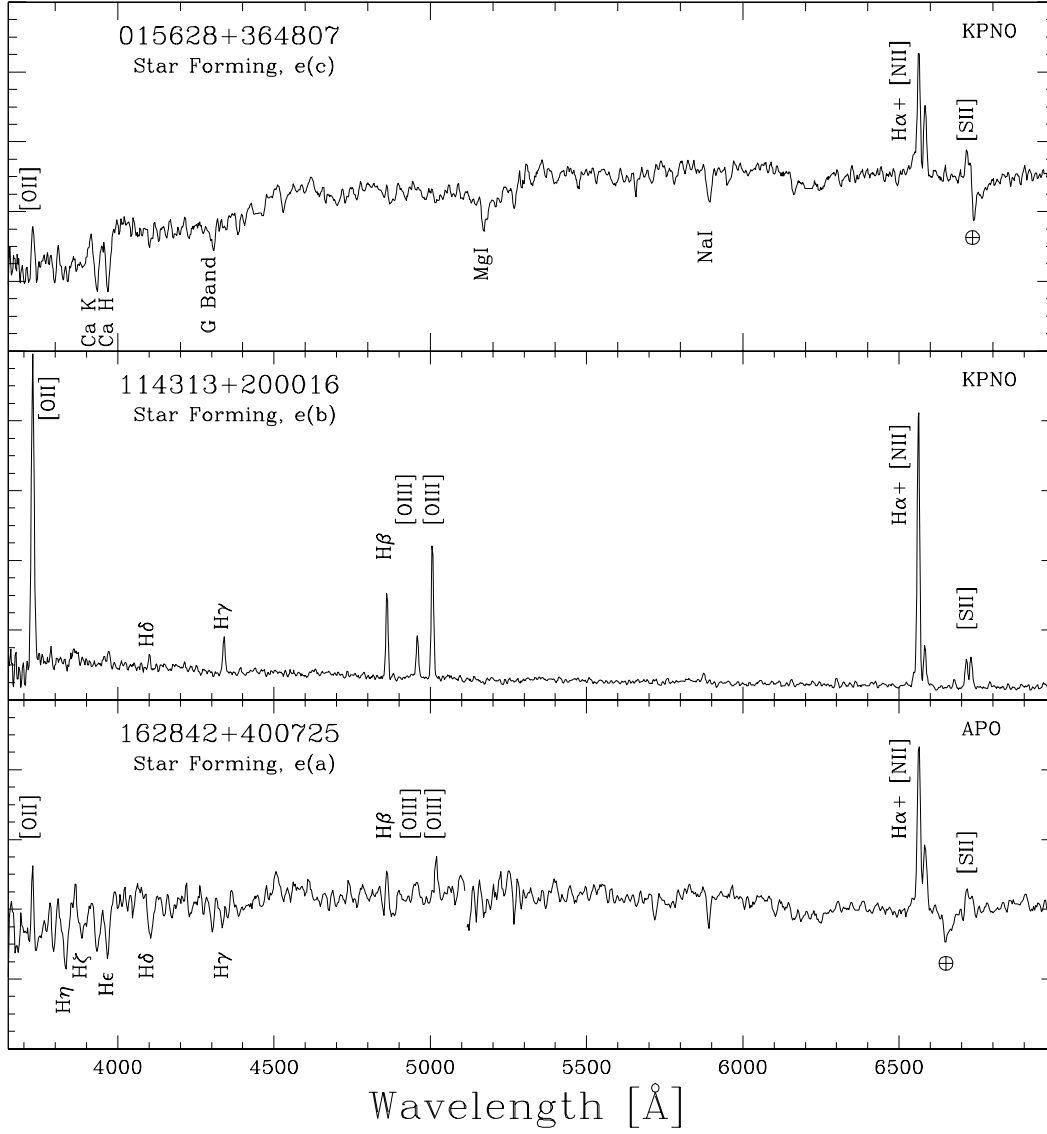 015628+364807
Star Forming, e(c)
KPNO
[OII]
Ca K
Ca H
G Band
MgI
NaI
Hα+ [NII]
[SII]
⊕
114313+200016
Star Forming, e(b)
KPNO
[OII]
Hδ
Hγ
Hβ
[OIII]
[OIII]
Hα+ [NII]
[SII]
162842+400725
Star Forming, e(a)
APO
[OII]
Hη
Hζ
Hϵ
Hδ
Hγ
Hβ
[OIII]
[OIII]
Hα+ [NII]
[SII]
⊕
4000 4500 5000 5500 6000 6500
Wavelength [Å]